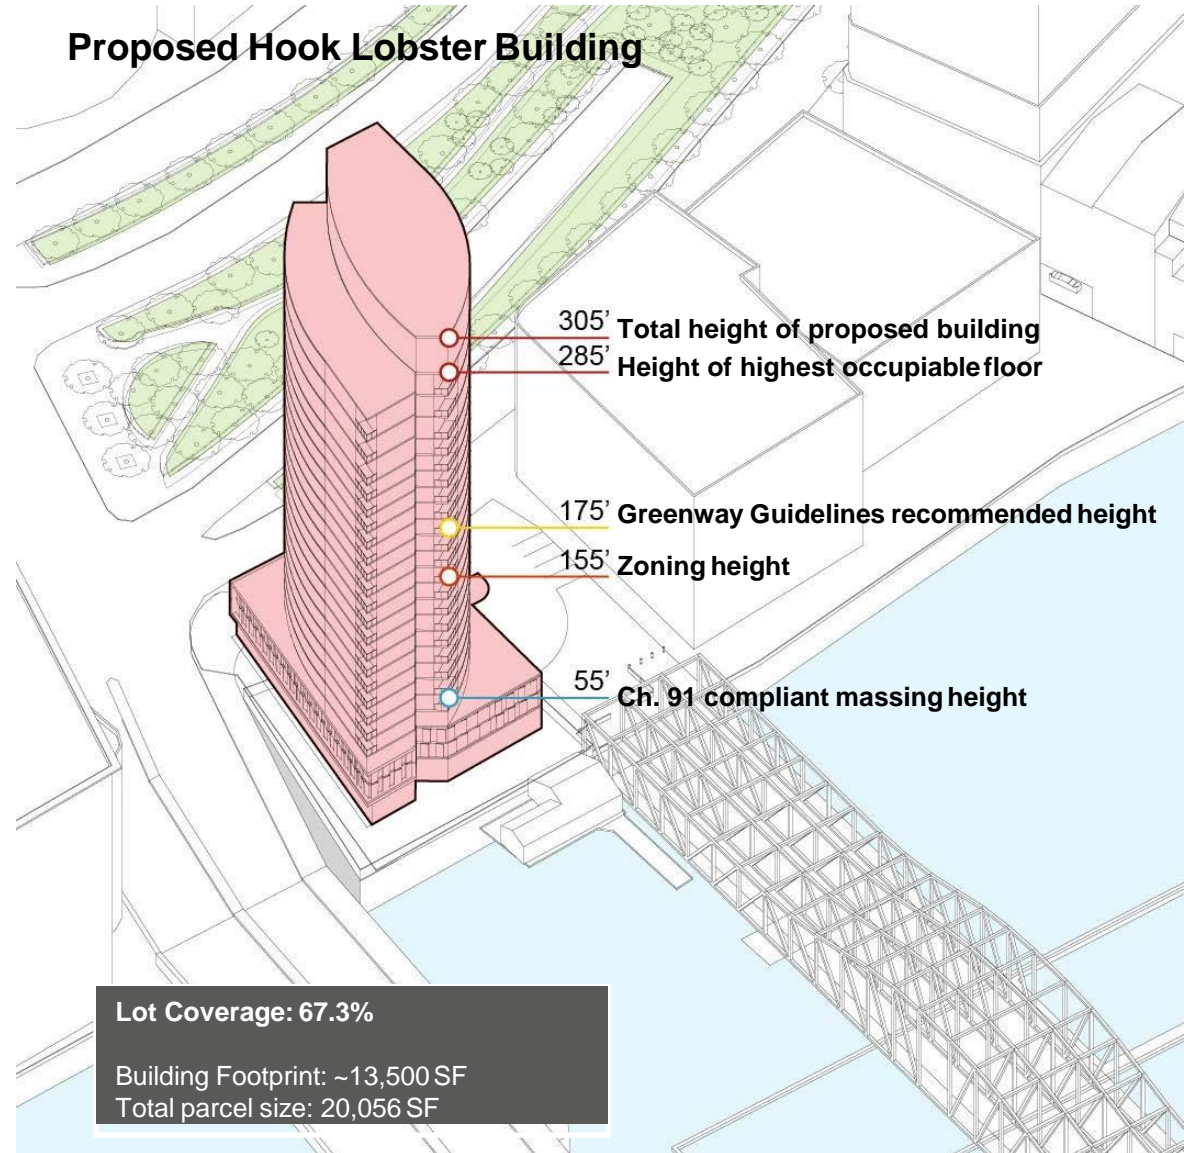 Proposed Hook Lobster Building
305' Total height of proposed building
285' Height of highest occupiable floor
175' Greenway Guidelines recommended height
155' Zoning height
55' Ch. 91 compliant massing height
Lot Coverage: 67.3%
Building Footprint: ~13,500 SF
Total parcel size: 20,056 SF